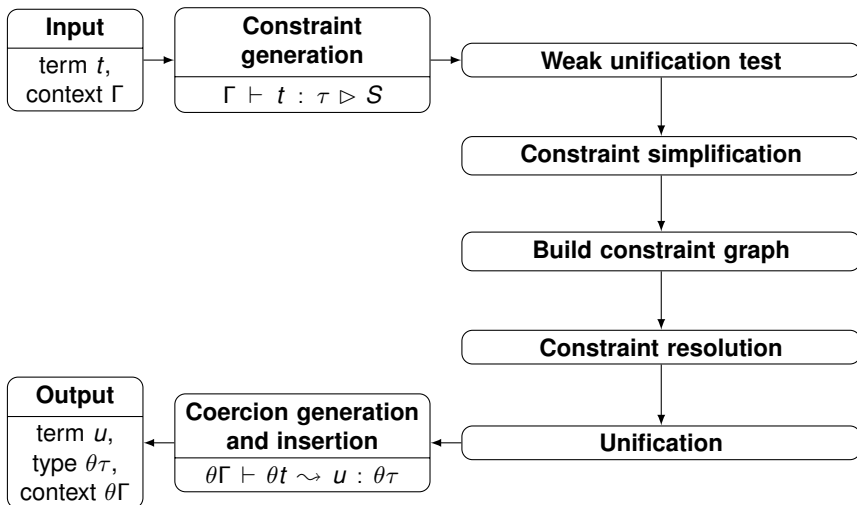 Input
term t,
context Γ
Constraint
generation
Γ ⊢ t : τ ▷ S
Weak unification test
Constraint simplification
Build constraint graph
Constraint resolution
Unification
Coercion generation
and insertion
θΓ ⊢ θt ⇝ u : θτ
Output
term u,
type θτ,
context θΓ